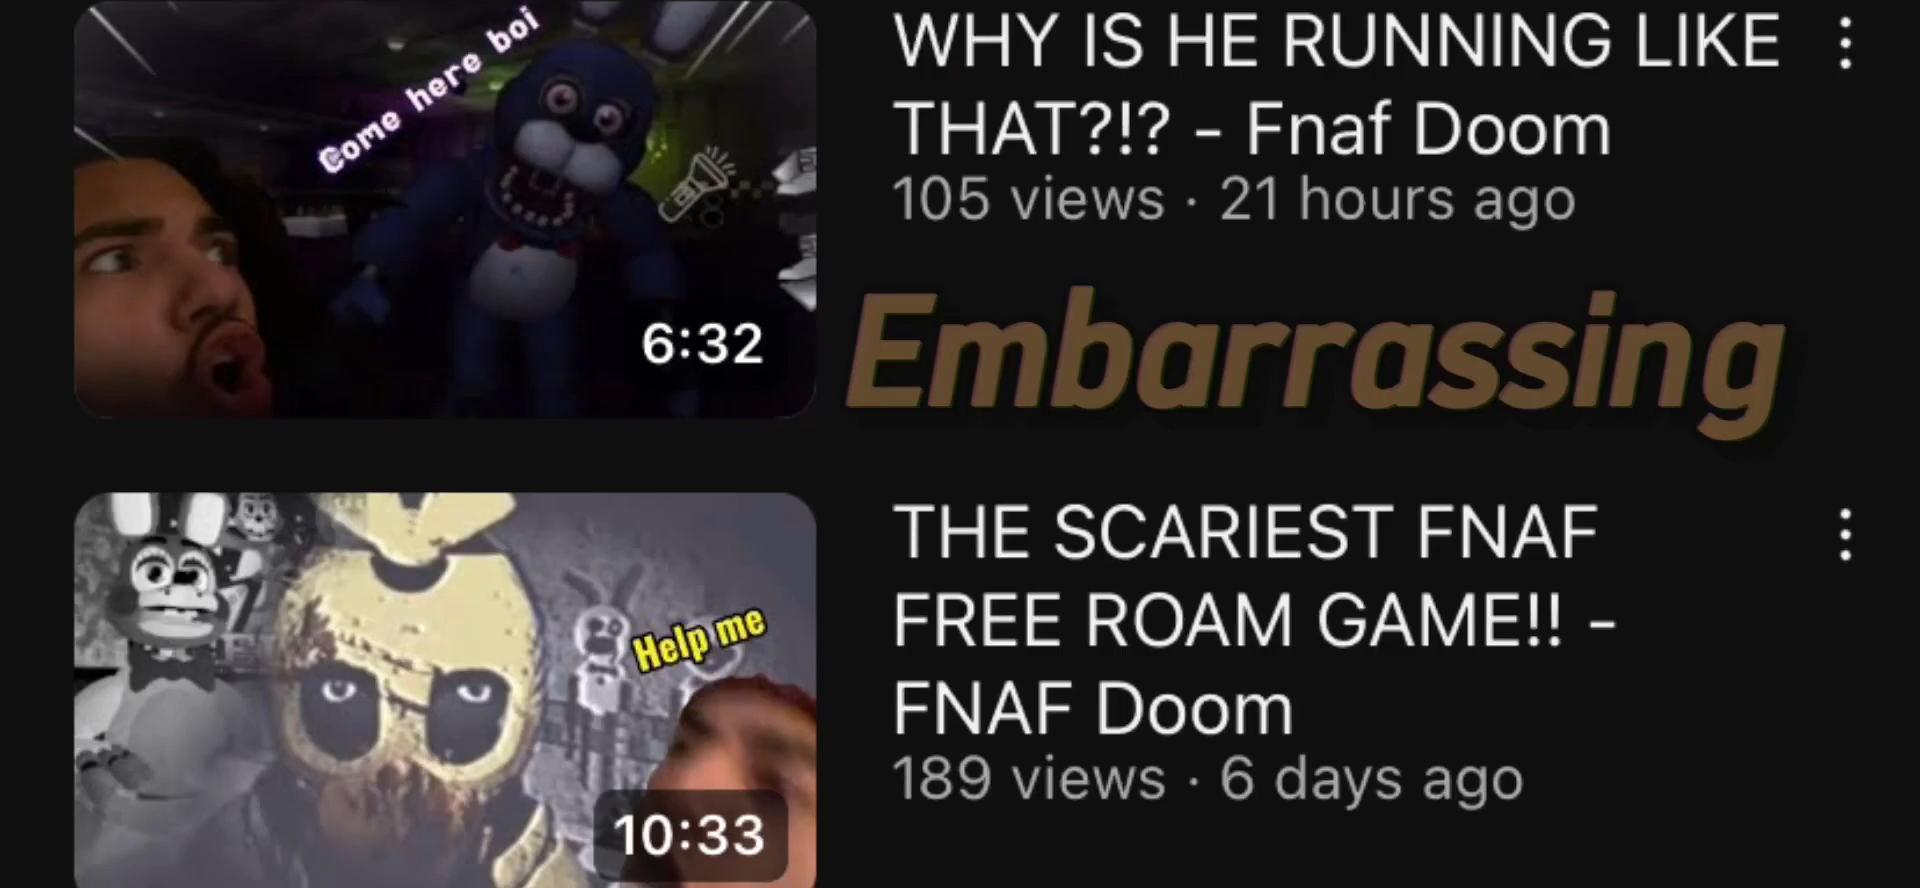 Come here boi
6:32
WHY IS HE RUNNING LIKE
THAT?!? - Fnaf Doom
105 views · 21 hours ago
Embarrassing
Help me
10:33
THE SCARIEST FNAF
FREE ROAM GAME!! -
FNAF Doom
189 views · 6 days ago